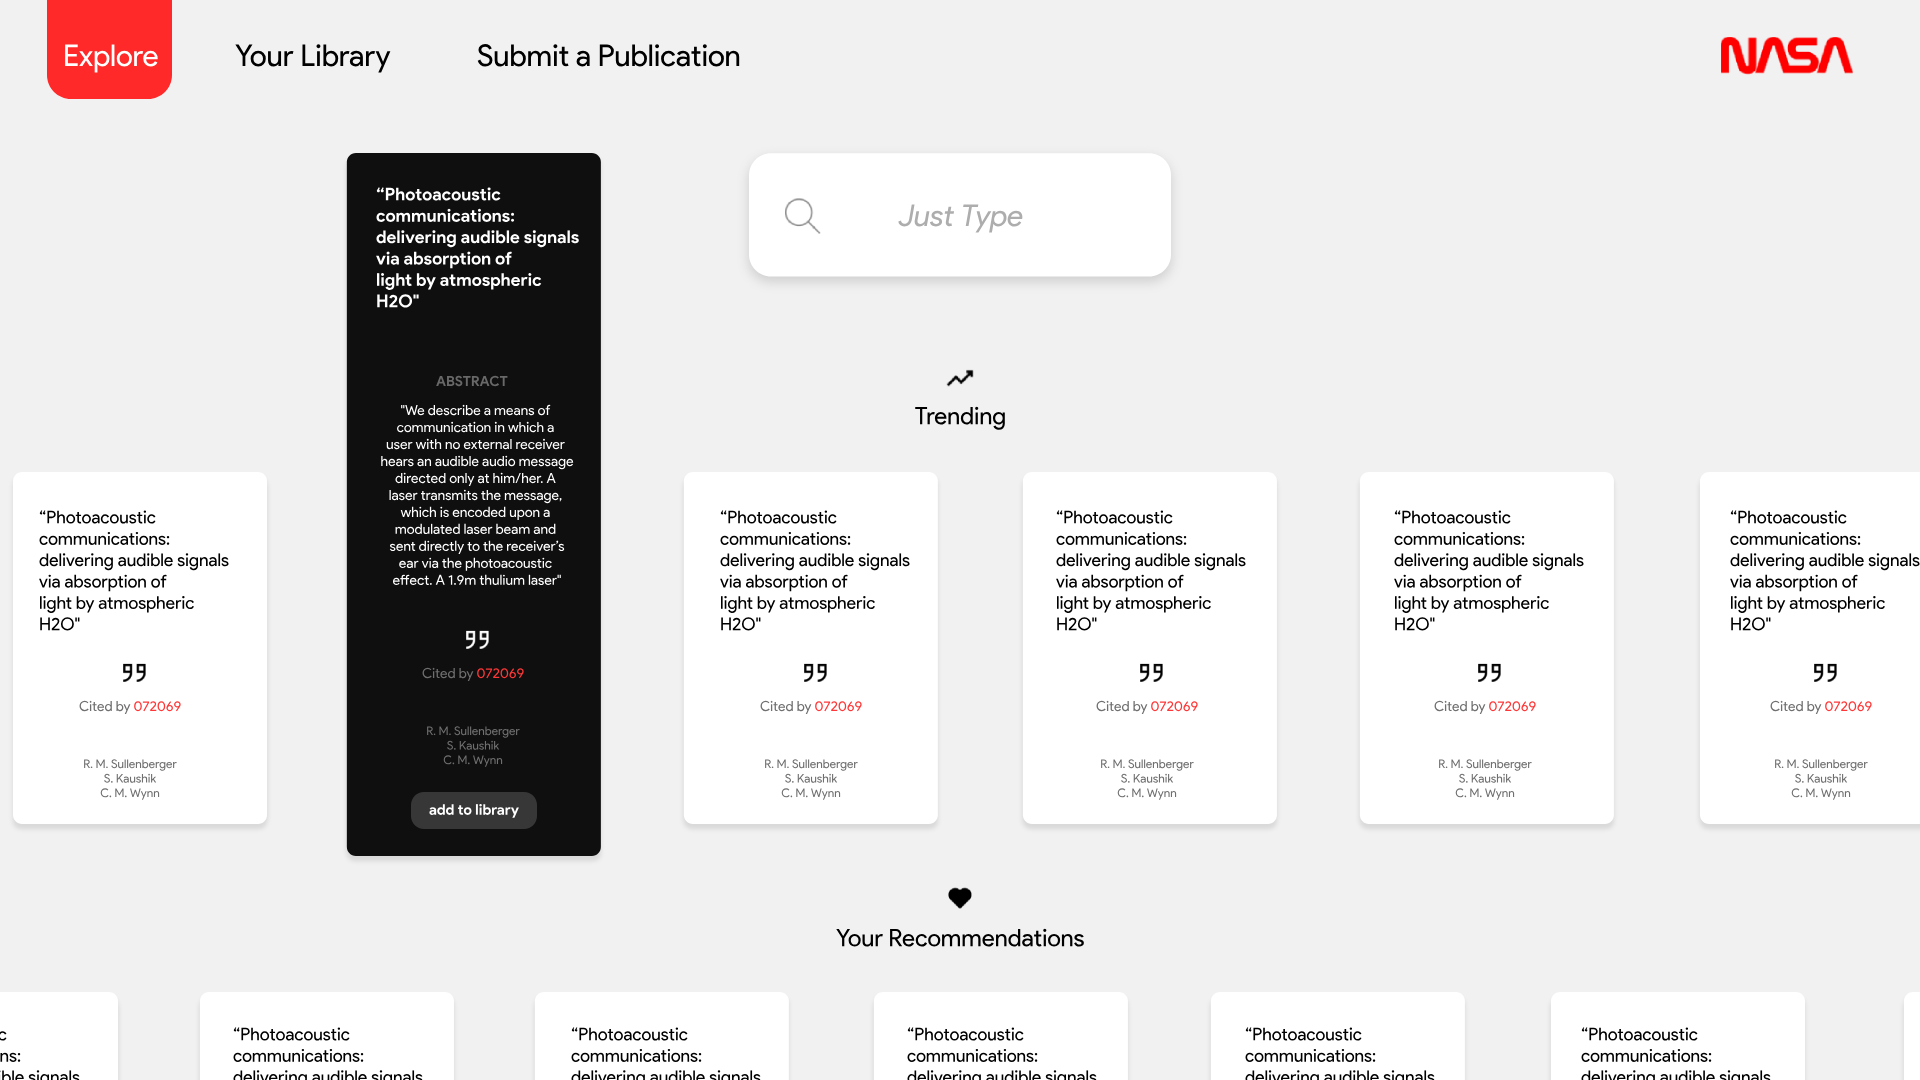 Explore
Your Library
Submit a Publication
NASA
“Photoacoustic
communications:
delivering audible signals
via absorption of
light by atmospheric
H2O"
ABSTRACT
"We describe a means of
communication in which a
user with no external receiver
hears an audible audio message
directed only at him/her. A
laser transmits the message,
which is encoded upon a
modulated laser beam and
sent directly to the receiver’s
ear via the photoacoustic
effect. A 1.9m thulium laser"
Cited by 072069
R. M. Sullenberger
S. Kaushik
C. M. Wynn
add to library
Just Type
Trending
“Photoacoustic
communications:
delivering audible signals
via absorption of
light by atmospheric
H2O"
Cited by 072069
R. M. Sullenberger
S. Kaushik
C. M. Wynn
“Photoacoustic
communications:
delivering audible signals
via absorption of
light by atmospheric
H2O"
Cited by 072069
R. M. Sullenberger
S. Kaushik
C. M. Wynn
“Photoacoustic
communications:
delivering audible signals
via absorption of
light by atmospheric
H2O"
Cited by 072069
R. M. Sullenberger
S. Kaushik
C. M. Wynn
“Photoacoustic
communications:
delivering audible signals
via absorption of
light by atmospheric
H2O"
Cited by 072069
R. M. Sullenberger
S. Kaushik
C. M. Wynn
“Photoacoustic
communications:
delivering audible signals
via absorption of
light by atmospheric
H2O"
Cited by 072069
R. M. Sullenberger
S. Kaushik
C. M. Wynn
Your Recommendations
c
ns:
ble signals
“Photoacoustic
communications:
delivering audible signals
“Photoacoustic
communications:
delivering audible signals
“Photoacoustic
communications:
delivering audible signals
“Photoacoustic
communications:
delivering audible signals
“Photoacoustic
communications:
delivering audible signals